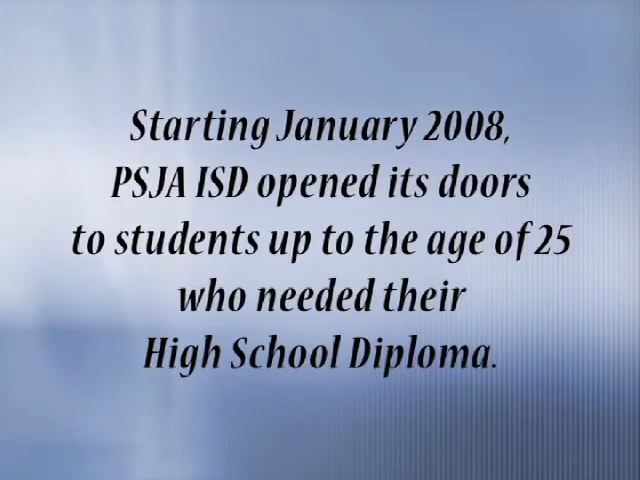 Starting January 2008,
PSJA ISD opened its doors
to students up to the age of 25
who needed their
High School Diploma.